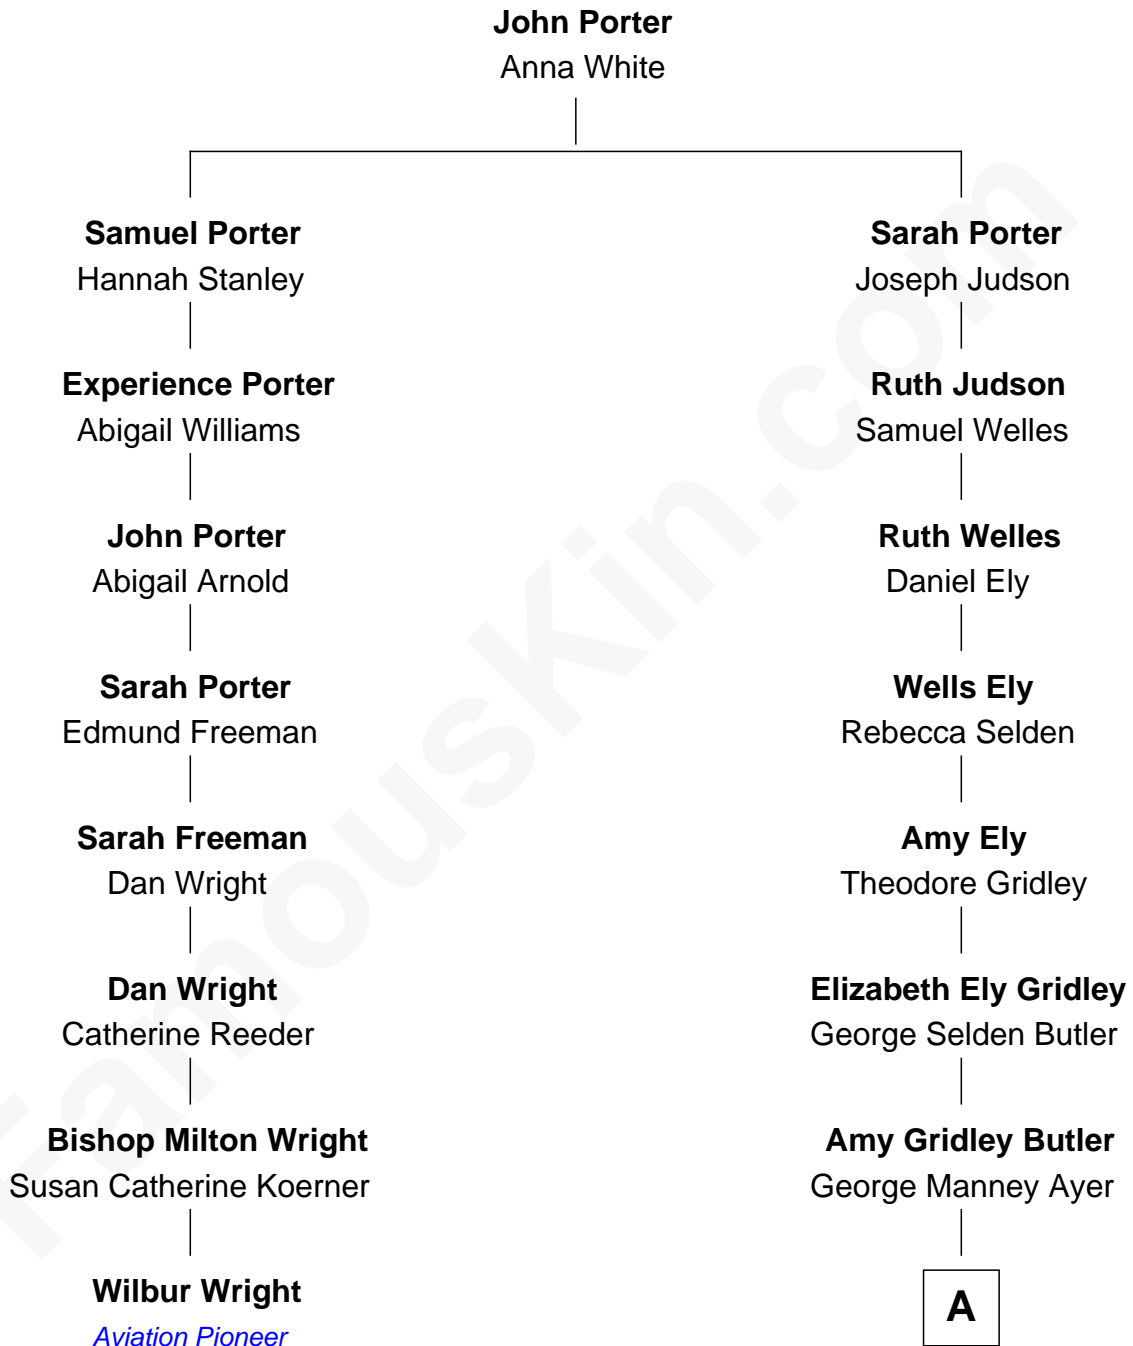 John Porter
Anna White
Samuel Porter
Hannah Stanley
Sarah Porter
Joseph Judson
Experience Porter
Abigail Williams
Ruth Judson
Samuel Welles
John Porter
Abigail Arnold
Ruth Welles
Daniel Ely
Sarah Porter
Edmund Freeman
Wells Ely
Rebecca Selden
Sarah Freeman
Dan Wright
Amy Ely
Theodore Gridley
Dan Wright
Catherine Reeder
Elizabeth Ely Gridley
George Selden Butler
Bishop Milton Wright
Susan Catherine Koerner
Amy Gridley Butler
George Manney Ayer
Wilbur Wright
Aviation Pioneer
A
FamousKin.com